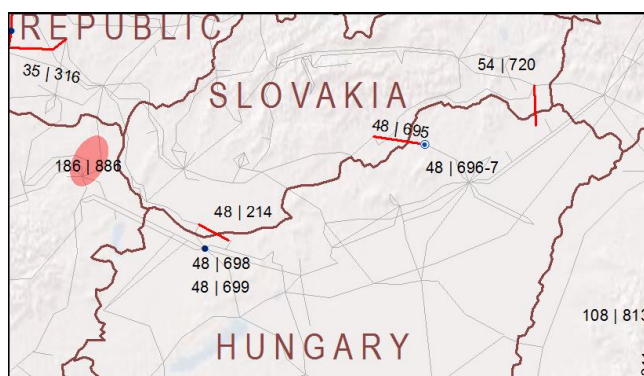 REPUBLIC
35 | 316
54 | 720
SLOVAKIA
48 | 695
186 | 886
48 | 696-7
48 | 214
48 | 698
48 | 699
108 | 813
HUNGARY